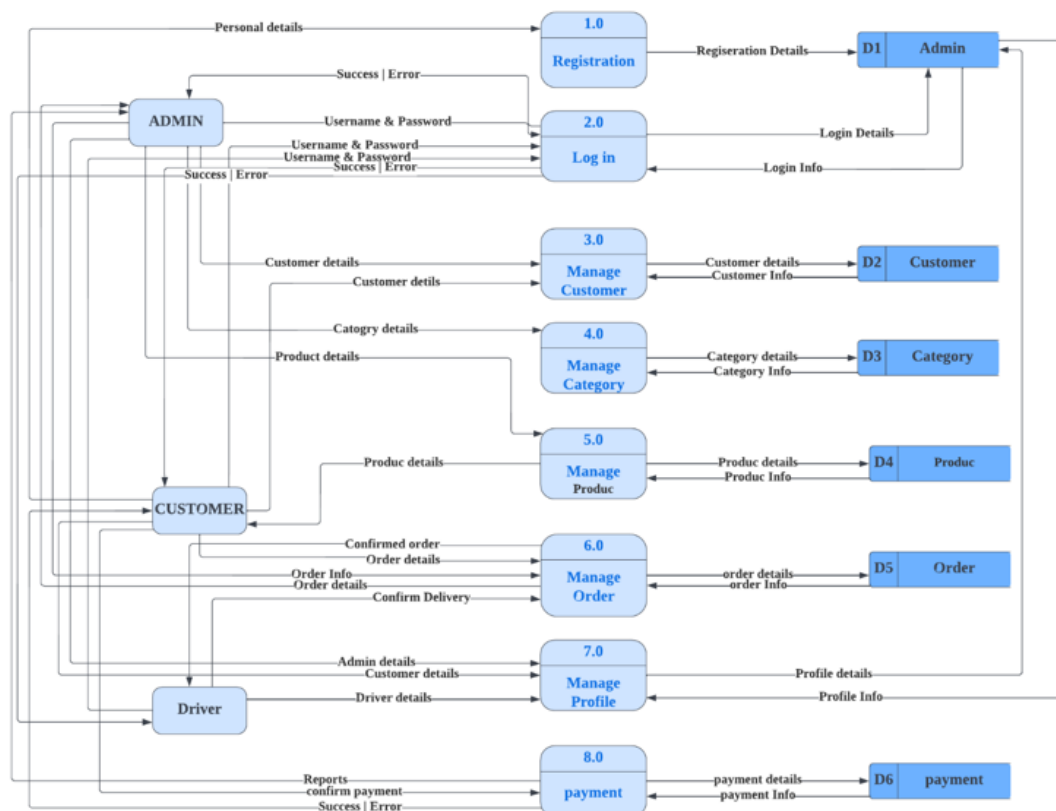 1.0
Personal details
Registration
Regiseration Details
D1
Admin
Success | Error
ADMIN
Username & Password
2.0
Log in
Login Details
Username & Password
Username & Password
Success | Error
Success | Error
Login Info
3.0
Manage
Customer
Customer details
Customer detils
Customer details
Customer Info
D2
Customer
4.0
Manage
Category
Catogry details
Product details
Category details
Category Info
D3
Category
5.0
Manage
Produc
Produc details
Produc details
Produc Info
D4
Produc
CUSTOMER
6.0
Manage
Order
Confirmed order
Order details
Order Info
Order details
Confirm Delivery
order details
order Info
D5
Order
7.0
Manage
Profile
Admin details
Customer details
Driver details
Profile details
Profile Info
Driver
8.0
payment
Reports
confirm payment
Success | Error
payment details
payment Info
D6
payment